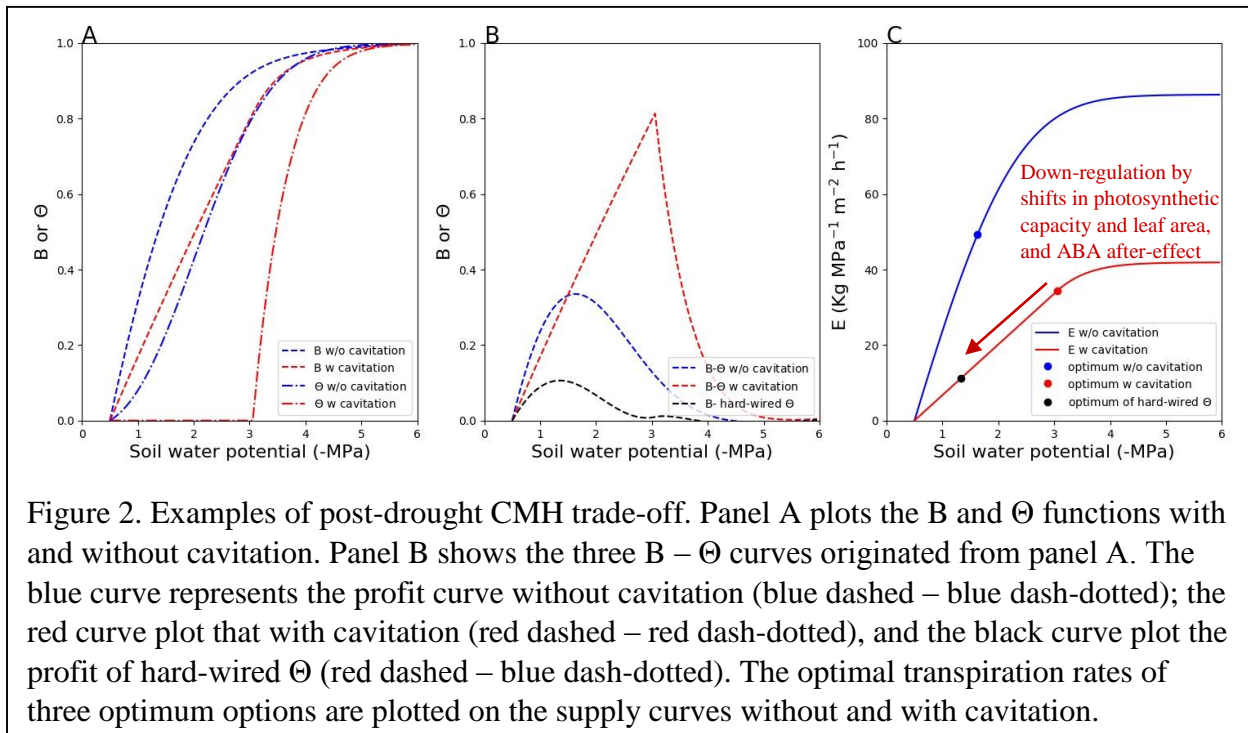 A
1.0
0.8
0.6
0.4
0.2
0.0
B or Θ
0
1
2
3
4
5
6
Soil water potential (-MPa)
B w/o cavitation
B w cavitation
Θ w/o cavitation
Θ w cavitation
B
1.0
0.8
0.6
0.4
0.2
0.0
B or Θ
0
1
2
3
4
5
6
Soil water potential (-MPa)
B-Θ w/o cavitation
B-Θ w cavitation
B- hard-wired Θ
C
100
80
60
40
20
0
E (Kg MPa⁻¹ m⁻² h⁻¹)
0
1
2
3
4
5
6
Soil water potential (-MPa)
Down-regulation by
shifts in photosynthetic
capacity and leaf area,
and ABA after-effect
E w/o cavitation
E w cavitation
optimum w/o cavitation
optimum w cavitation
optimum of hard-wired Θ
Figure 2. Examples of post-drought CMH trade-off. Panel A plots the B and Θ functions with
and without cavitation. Panel B shows the three B – Θ curves originated from panel A. The
blue curve represents the profit curve without cavitation (blue dashed – blue dash-dotted); the
red curve plot that with cavitation (red dashed – red dash-dotted), and the black curve plot the
profit of hard-wired Θ (red dashed – blue dash-dotted). The optimal transpiration rates of
three optimum options are plotted on the supply curves without and with cavitation.